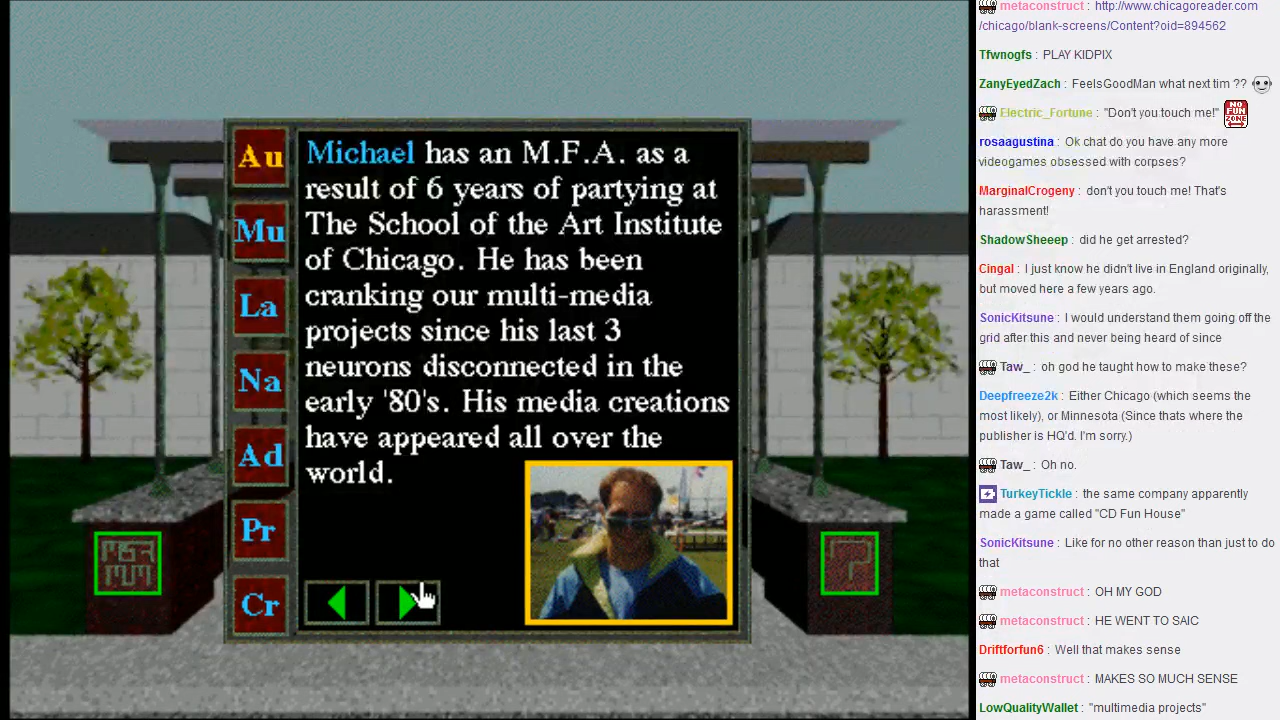 Au
Mu
La
Na
Ad
Pr
Cr
Michael has an M.F.A. as a
result of 6 years of partying at
The School of the Art Institute
of Chicago. He has been
cranking our multi-media
projects since his last 3
neurons disconnected in the
early '80's. His media creations
have appeared all over the
world.
metaconstruct : http://www.chicagoreader.com
/chicago/blank-screens/Content?oid=894562
Tfwnogfs : PLAY KIDPIX
ZanyEyedZach : FeelsGoodMan what next tim ??
Electric_Fortune : "Don't you touch me!" NO FUN ZONE
rosaagustina : Ok chat do you have any more
videogames obsessed with corpses?
MarginalCrogeny : don't you touch me! That's
harassment!
ShadowSheeep : did he get arrested?
Cingal : I just know he didn't live in England originally,
but moved here a few years ago.
SonicKitsune : I would understand them going off the
grid after this and never being heard of since
Taw_ : oh god he taught how to make these?
Deepfreeze2k : Either Chicago (which seems the
most likely), or Minnesota (Since thats where the
publisher is HQ'd. I'm sorry.)
Taw_ : Oh no.
TurkeyTickle : the same company apparently
made a game called "CD Fun House"
SonicKitsune : Like for no other reason than just to do
that
metaconstruct : OH MY GOD
metaconstruct : HE WENT TO SAIC
Driftforfun6 : Well that makes sense
metaconstruct : MAKES SO MUCH SENSE
LowQualityWallet : "multimedia projects"